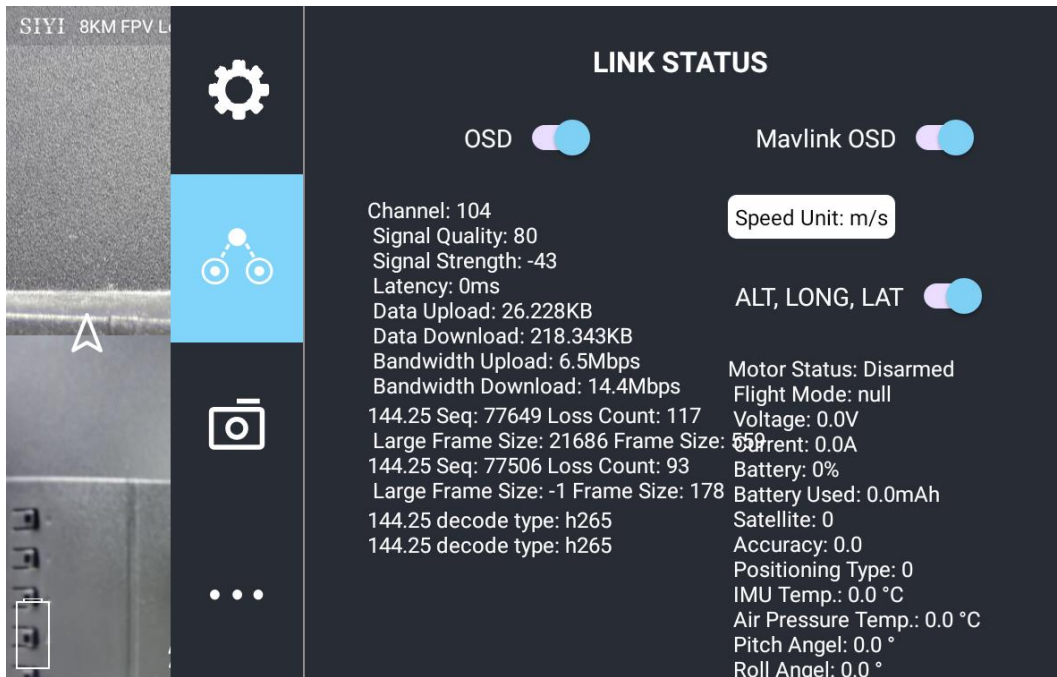 SIYI 8KM FPV L
LINK STATUS
OSD
Mavlink OSD
Channel: 104
Signal Quality: 80
Signal Strength: -43
Latency: 0ms
Data Upload: 26.228KB
Data Download: 218.343KB
Bandwidth Upload: 6.5Mbps
Bandwidth Download: 14.4Mbps
144.25 Seq: 77649 Loss Count: 117
Large Frame Size: 21686 Frame Size: 559
144.25 Seq: 77506 Loss Count: 93
Large Frame Size: -1 Frame Size: 178
144.25 decode type: h265
144.25 decode type: h265
Speed Unit: m/s
ALT, LONG, LAT
Motor Status: Disarmed
Flight Mode: null
Voltage: 0.0V
Current: 0.0A
Battery: 0%
Battery Used: 0.0mAh
Satellite: 0
Accuracy: 0.0
Positioning Type: 0
IMU Temp.: 0.0 °C
Air Pressure Temp.: 0.0 °C
Pitch Angel: 0.0 °
Roll Angel: 0.0 °